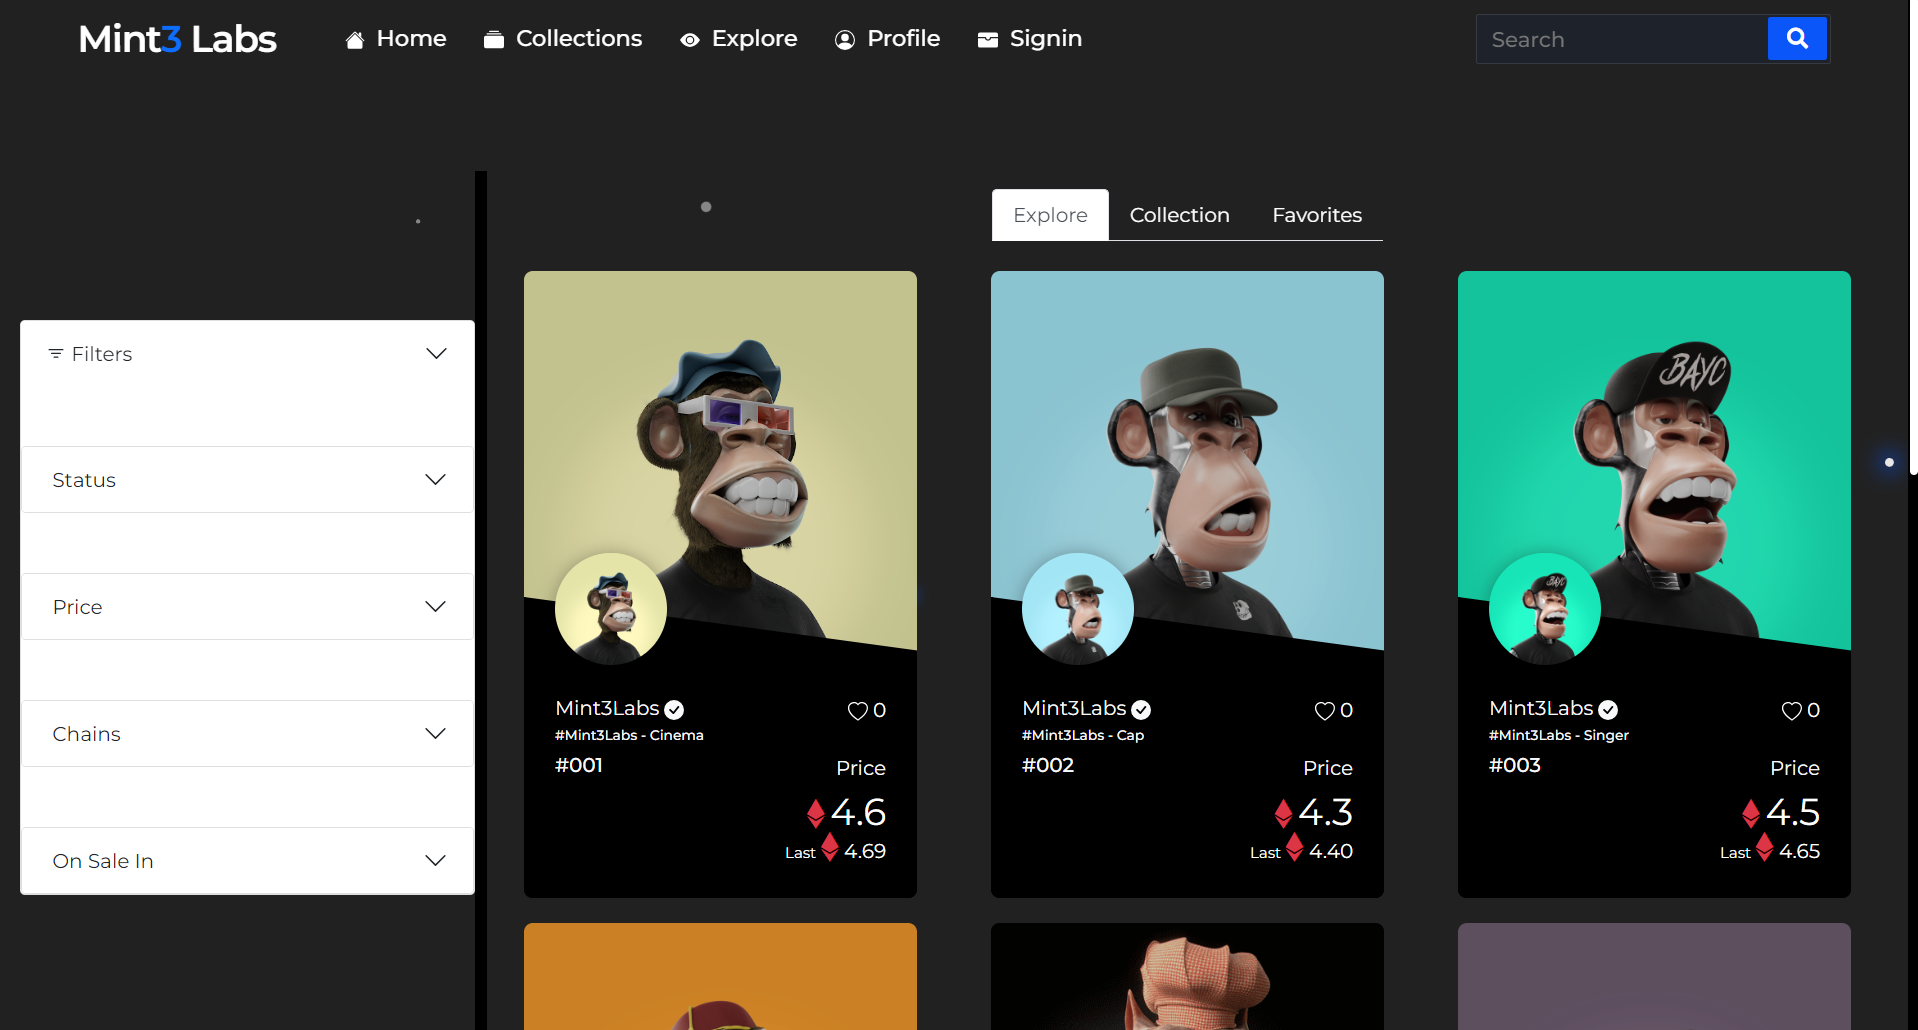 Mint3 Labs
Home
Collections
Explore
Profile
Signin
Search
Explore
Collection
Favorites
Filters
Status
Price
Chains
On Sale In
BAYC
Mint3Labs
0
#Mint3Labs - Cinema
#001
Price
4.6
Last 4.69
Mint3Labs
0
#Mint3Labs - Cap
#002
Price
4.3
Last 4.40
BAYC
Mint3Labs
0
#Mint3Labs - Singer
#003
Price
4.5
Last 4.65